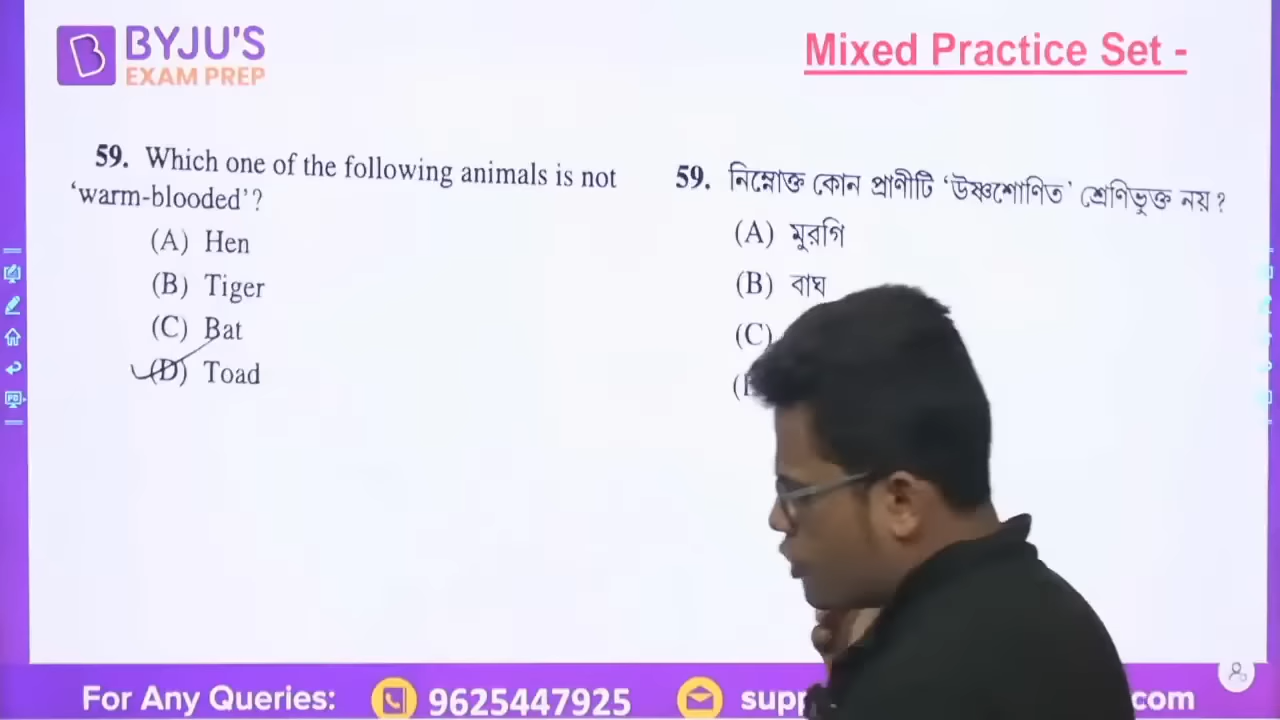 BYJU'S
EXAM PREP
Mixed Practice Set -
59. Which one of the following animals is not
‘warm-blooded’?
(A) Hen
(B) Tiger
(C) Bat
(D) Toad
59. নিম্নোক্ত কোন প্রাণীটি ‘উষ্ণশোণিত’ শ্রেণিভুক্ত নয় ?
(A) মুরগি
(B) বাঘ
(C)
For Any Queries:
9625447925
.com